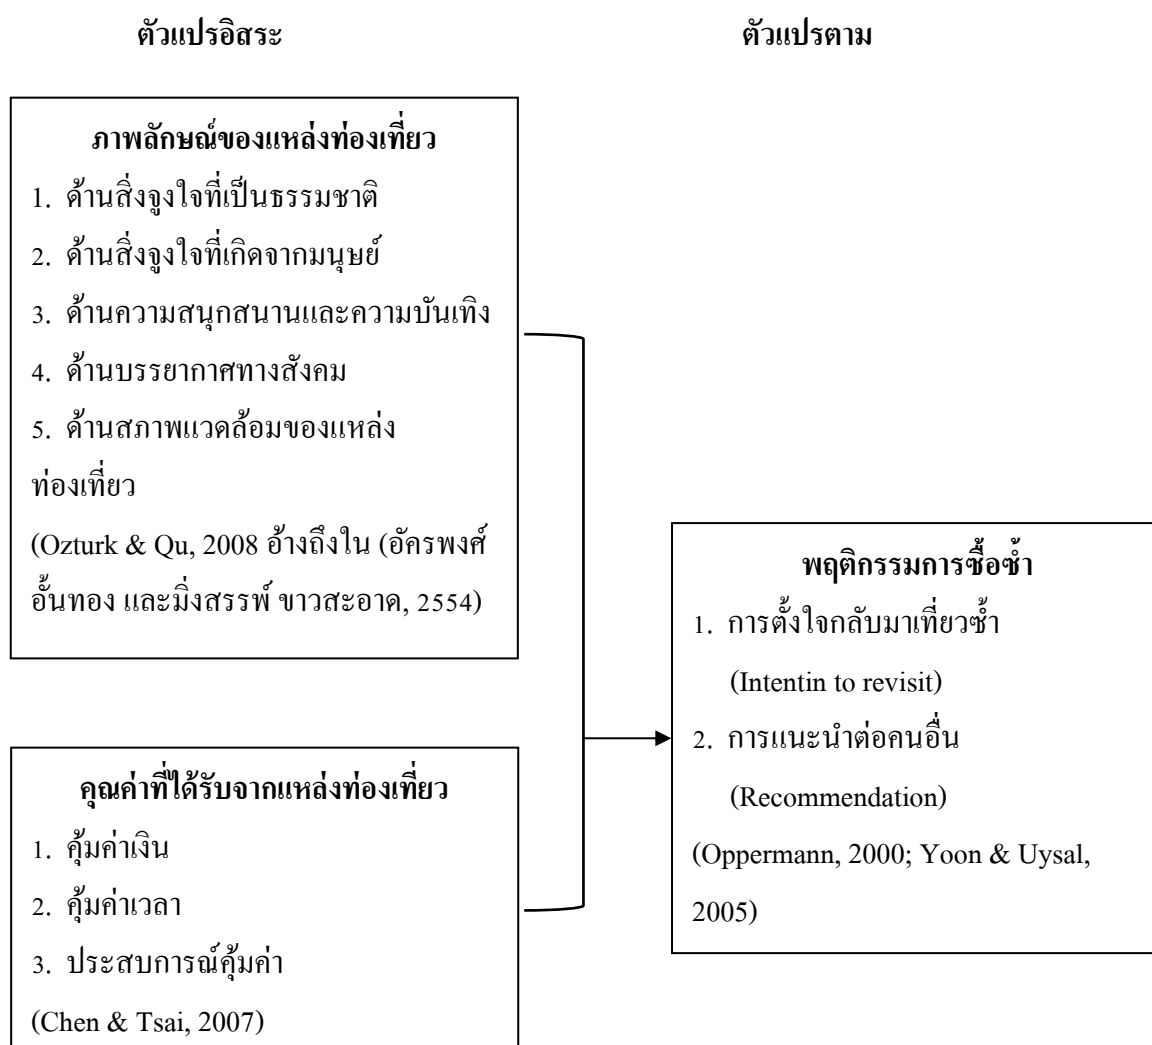 ตัวแปรอิสระ
ตัวแปรตาม
ภาพลักษณ์ของแหล่งท่องเที่ยว
1. ด้านสิ่งจูงใจที่เป็นธรรมชาติ
2. ด้านสิ่งจูงใจที่เกิดจากมนุษย์
3. ด้านความสนุกสนานและความบันเทิง
4. ด้านบรรยากาศทางสังคม
5. ด้านสภาพแวดล้อมของแหล่ง
ท่องเที่ยว
(Ozturk & Qu, 2008 อ้างถึงใน (อัครพงศ์
อั้นทอง และมิ่งสรรพ์ ขาวสะอาด, 2554)
คุณค่าที่ได้รับจากแหล่งท่องเที่ยว
1. คุ้มค่าเงิน
2. คุ้มค่าเวลา
3. ประสบการณ์คุ้มค่า
(Chen & Tsai, 2007)
พฤติกรรมการซื้อซ้ำ
1. การตั้งใจกลับมาเที่ยวซ้ำ
(Intentin to revisit)
2. การแนะนำต่อคนอื่น
(Recommendation)
(Oppermann, 2000; Yoon & Uysal,
2005)